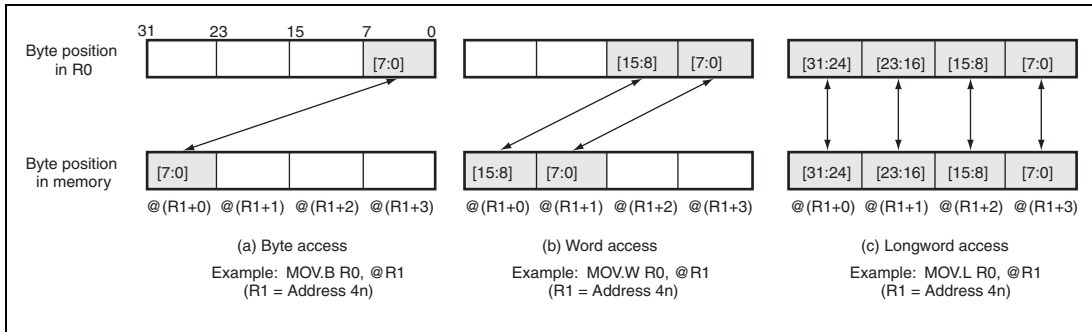 31 23 15 7 0
Byte position
in R0
[7:0]
[15:8] [7:0]
[31:24] [23:16] [15:8] [7:0]
Byte position
in memory
[7:0]
[15:8] [7:0]
[31:24] [23:16] [15:8] [7:0]
@(R1+0) @(R1+1) @(R1+2) @(R1+3)
@(R1+0) @(R1+1) @(R1+2) @(R1+3)
@(R1+0) @(R1+1) @(R1+2) @(R1+3)
(a) Byte access
Example: MOV.B R0, @R1
(R1 = Address 4n)
(b) Word access
Example: MOV.W R0, @R1
(R1 = Address 4n)
(c) Longword access
Example: MOV.L R0, @R1
(R1 = Address 4n)